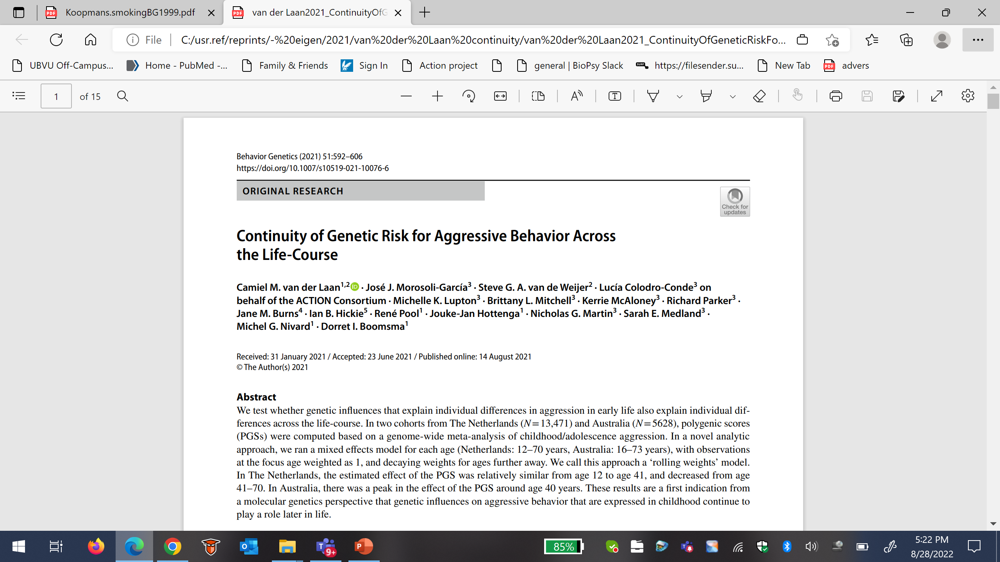 Koopmans.smokingBG1999.pdf
van der Laan2021_ContinuityOfG
File
C:/usr.ref/reprints/-%20eigen/2021/van%20der%20Laan%20continuity/van%20der%20Laan2021_ContinuityOfGeneticRiskFo...
UBVU Off-Campus...
Home - PubMed -...
Family & Friends
Sign In
Action project
general | BioPsy Slack
SURF
https://filesender.su...
New Tab
PDF
advers
1
of 15
Behavior Genetics (2021) 51:592–606
https://doi.org/10.1007/s10519-021-10076-6
ORIGINAL RESEARCH
Check for
updates
Continuity of Genetic Risk for Aggressive Behavior Across
the Life-Course
Camiel M. van der Laan1,2 iD · José J. Morosoli-García3 · Steve G. A. van de Weijer2 · Lucía Colodro-Conde3 on
behalf of the ACTION Consortium · Michelle K. Lupton3 · Brittany L. Mitchell3 · Kerrie McAloney3 · Richard Parker3 ·
Jane M. Burns4 · Ian B. Hickie5 · René Pool1 · Jouke-Jan Hottenga1 · Nicholas G. Martin3 · Sarah E. Medland3 ·
Michel G. Nivard1 · Dorret I. Boomsma1
Received: 31 January 2021 / Accepted: 23 June 2021 / Published online: 14 August 2021
© The Author(s) 2021
Abstract
We test whether genetic influences that explain individual differences in aggression in early life also explain individual dif-
ferences across the life-course. In two cohorts from The Netherlands (N = 13,471) and Australia (N = 5628), polygenic scores
(PGSs) were computed based on a genome-wide meta-analysis of childhood/adolescence aggression. In a novel analytic
approach, we ran a mixed effects model for each age (Netherlands: 12–70 years, Australia: 16–73 years), with observations
at the focus age weighted as 1, and decaying weights for ages further away. We call this approach a ‘rolling weights’ model.
In The Netherlands, the estimated effect of the PGS was relatively similar from age 12 to age 41, and decreased from age
41–70. In Australia, there was a peak in the effect of the PGS around age 40 years. These results are a first indication from
a molecular genetics perspective that genetic influences on aggressive behavior that are expressed in childhood continue to
play a role later in life.
85%
9+
5:22 PM
8/28/2022